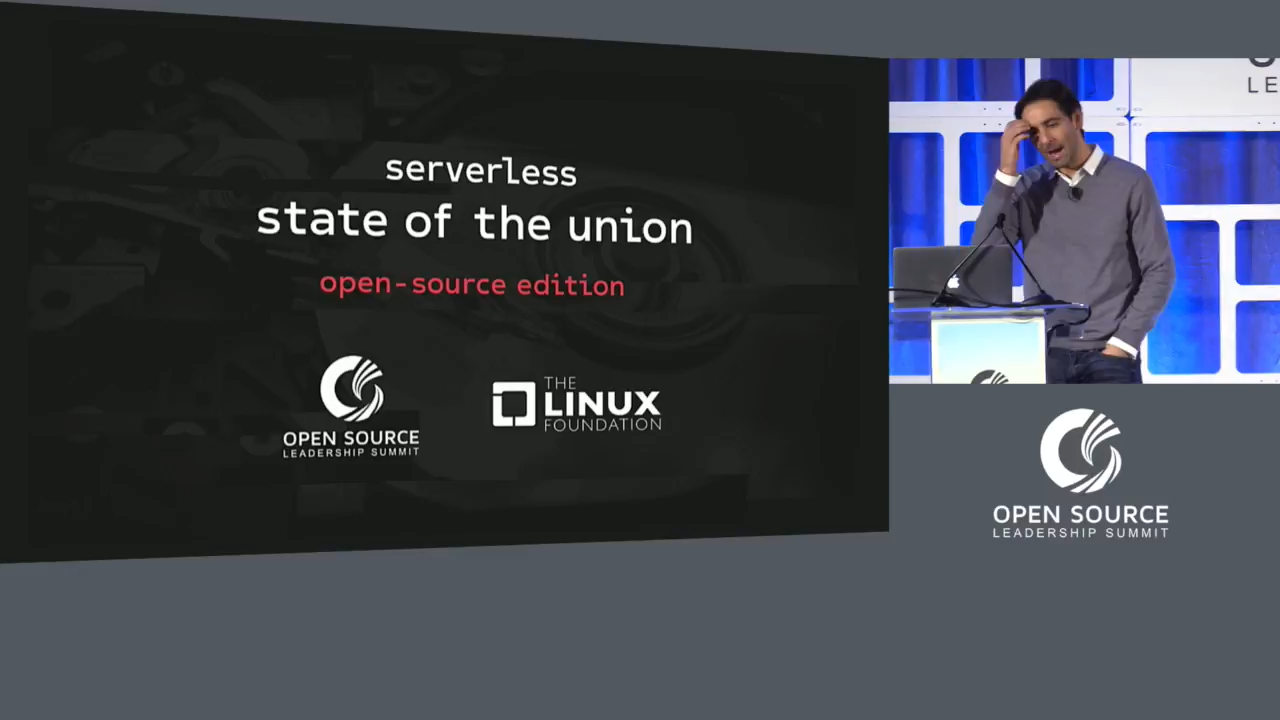 serverless
state of the union
open-source edition
OPEN SOURCE
LEADERSHIP SUMMIT
THE
LINUX
FOUNDATION
LE
OPEN SOURCE
LEADERSHIP SUMMIT